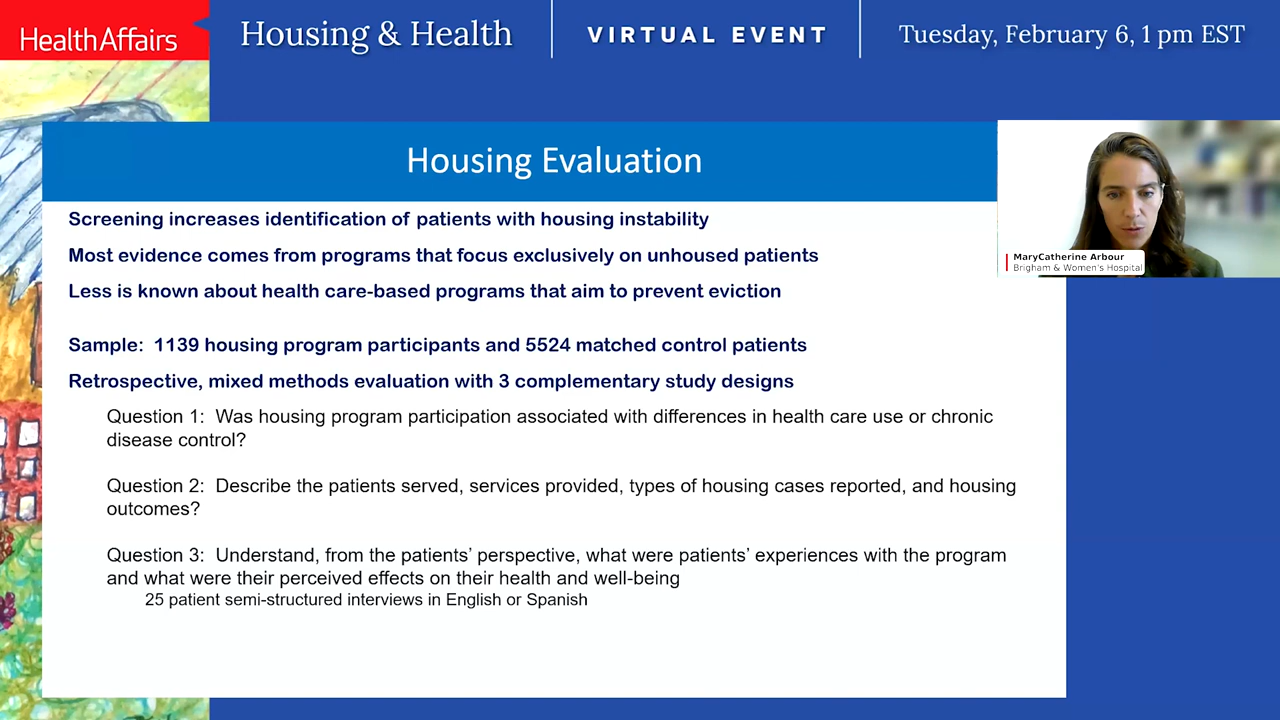 HealthAffairs
Housing & Health
VIRTUAL EVENT
Tuesday, February 6, 1 pm EST
Housing Evaluation
MaryCatherine Arbour
Brigham & Women's Hospital
Screening increases identification of patients with housing instability
Most evidence comes from programs that focus exclusively on unhoused patients
Less is known about health care-based programs that aim to prevent eviction
Sample: 1139 housing program participants and 5524 matched control patients
Retrospective, mixed methods evaluation with 3 complementary study designs
Question 1: Was housing program participation associated with differences in health care use or chronic
disease control?
Question 2: Describe the patients served, services provided, types of housing cases reported, and housing
outcomes?
Question 3: Understand, from the patients' perspective, what were patients' experiences with the program
and what were their perceived effects on their health and well-being
25 patient semi-structured interviews in English or Spanish